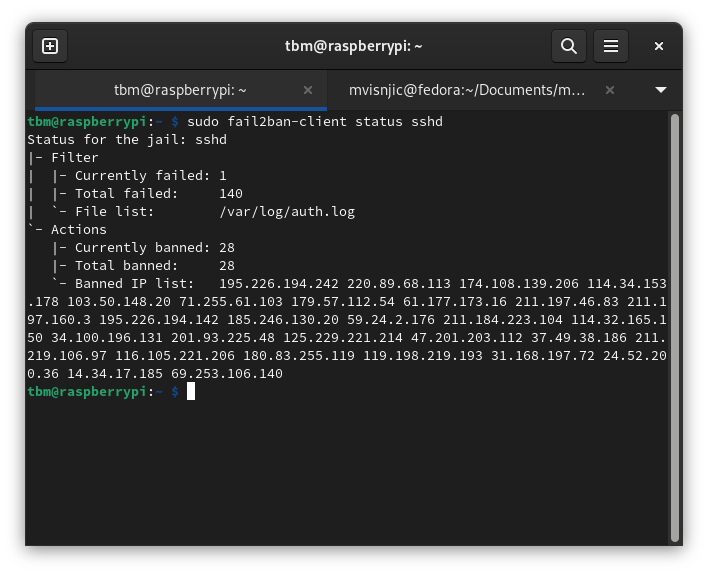 tbm@raspberrypi: ~
tbm@raspberrypi: ~
mvisnjic@fedora:~/Documents/m...
tbm@raspberrypi:~ $ sudo fail2ban-client status sshd
Status for the jail: sshd
|- Filter
|  |- Currently failed: 1
|  |- Total failed:     140
|  `- File list:        /var/log/auth.log
`- Actions
   |- Currently banned: 28
   |- Total banned:     28
   `- Banned IP list:   195.226.194.242 220.89.68.113 174.108.139.206 114.34.153
.178 103.50.148.20 71.255.61.103 179.57.112.54 61.177.173.16 211.197.46.83 211.1
97.160.3 195.226.194.142 185.246.130.20 59.24.2.176 211.184.223.104 114.32.165.1
50 34.100.196.131 201.93.225.48 125.229.221.214 47.201.203.112 37.49.38.186 211.
219.106.97 116.105.221.206 180.83.255.119 119.198.219.193 31.168.197.72 24.52.20
0.36 14.34.17.185 69.253.106.140
tbm@raspberrypi:~ $